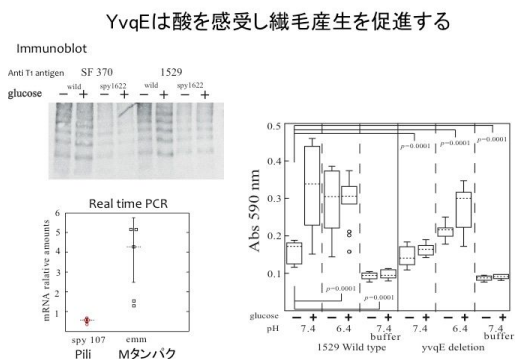 YvqEは酸を感受し繊毛産生を促進する
Immunoblot
Anti T1 antigen SF 370 1529
wild spy1622 wild spy1622
glucose − + − + − + − +
Real time PCR
mRNA ralative amounts
6
5
4
3
2
1
spy 107 emm
Pili Mタンパク
Abs 590 nm
0.5
0.4
0.3
0.2
0.1
p=0.0001
p=0.0001
p=0.0001
p=0.0001
p=0.0001
glucose − + − + − + − + − + − +
pH 7.4 6.4 7.4 7.4 6.4 7.4
buffer buffer
1529 Wild type yvqE deletion